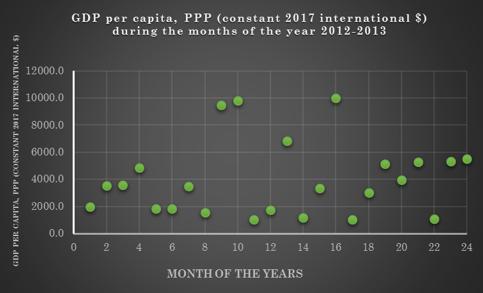 GDP per capita, PPP (constant 2017 international $)
during the months of the year 2012-2013
GDP PER CAPITA, PPP (CONSTANT 2017 INTERNATIONAL $)
12000.0
10000.0
8000.0
6000.0
4000.0
2000.0
0.0
0 2 4 6 8 10 12 14 16 18 20 22 24
MONTH OF THE YEARS